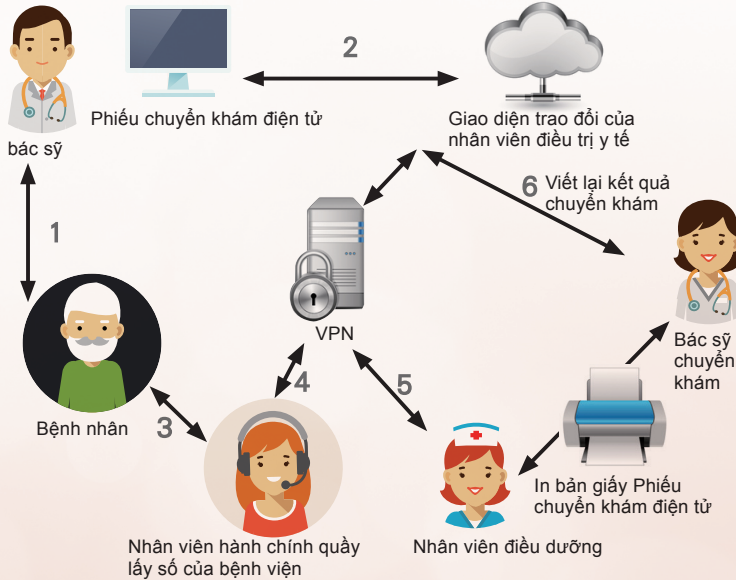 2
Phiếu chuyển khám điện tử
Giao diện trao đổi của
nhân viên điều trị y tế
bác sỹ
6 Viết lại kết quả
chuyển khám
1
VPN
Bác sỹ
chuyển
khám
4
5
Bệnh nhân
3
In bản giấy Phiếu
chuyển khám điện tử
Nhân viên hành chính quầy
lấy số của bệnh viện
Nhân viên điều dưỡng